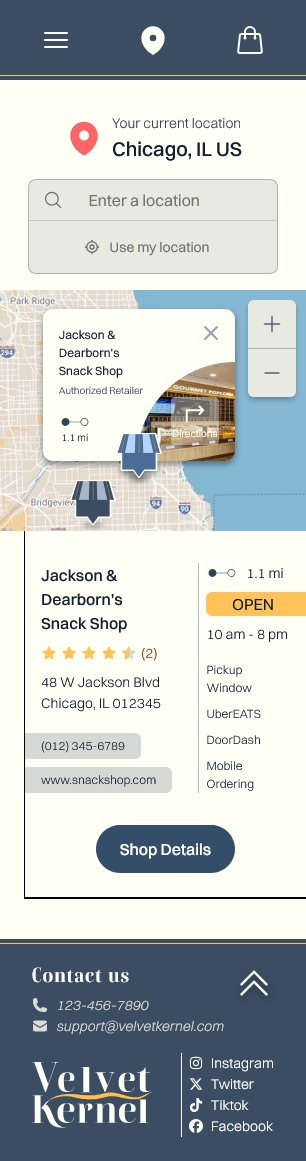 Your current location
Chicago, IL US
Enter a location
Use my location
Park Ridge
294
Jackson &
Dearborn's
Snack Shop
Authorized Retailer
1.1 mi
GOURMET POPCORN
Directions
Bridgeview
94
90
Jackson &
Dearborn's
Snack Shop
(2)
48 W Jackson Blvd
Chicago, IL 012345
(012) 345-6789
www.snackshop.com
1.1 mi
OPEN
10 am - 8 pm
Pickup
Window
UberEATS
DoorDash
Mobile
Ordering
Shop Details
Contact us
123-456-7890
support@velvetkernel.com
Velvet
Kernel
Instagram
Twitter
Tiktok
Facebook